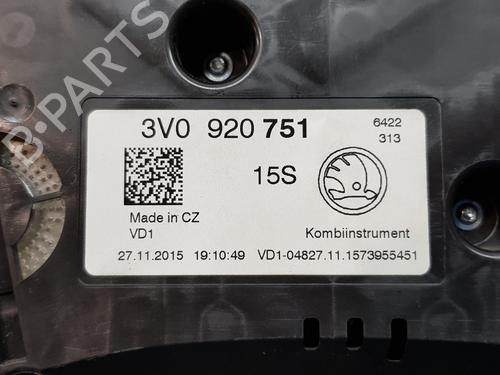 B-PARTS
3V0 920 751
6422
313
15S
Made in CZ
VD1
Kombiinstrument
27.11.2015 19:10:49 VD1-04827.11.1573955451